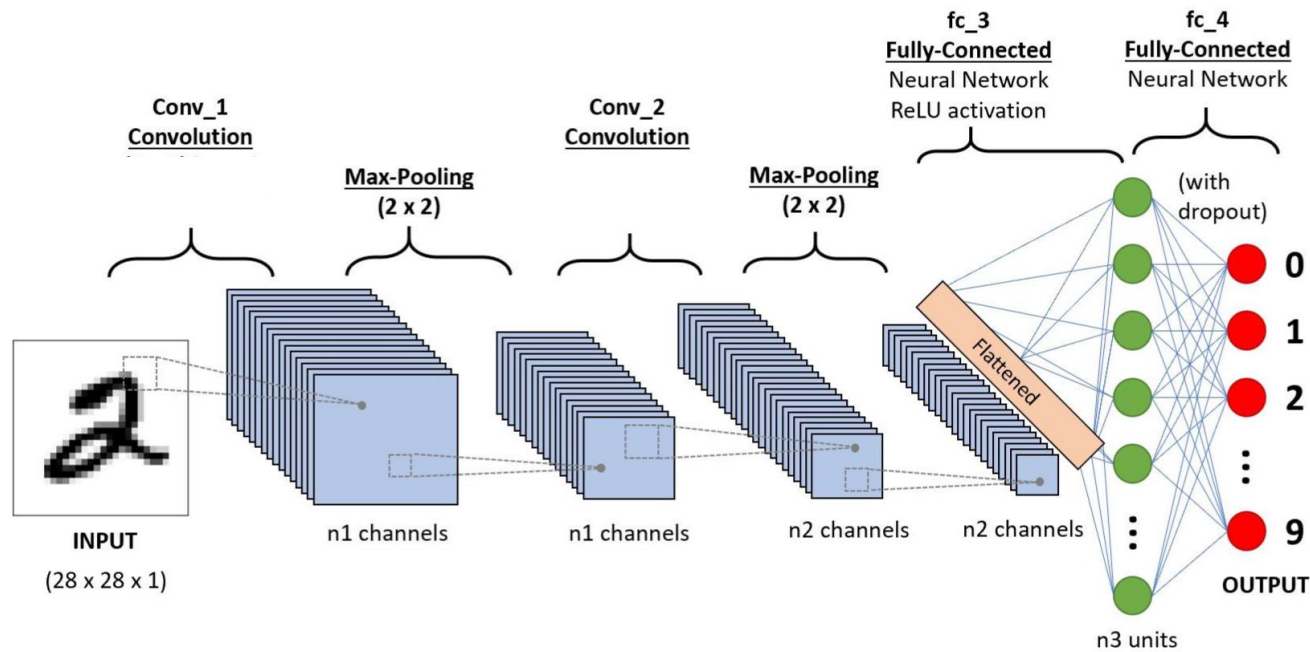 Conv_1
Convolution
Max-Pooling
(2 x 2)
Conv_2
Convolution
Max-Pooling
(2 x 2)
fc_3
Fully-Connected
Neural Network
ReLU activation
fc_4
Fully-Connected
Neural Network
(with
dropout)
Flattened
0
1
2
9
INPUT
(28 x 28 x 1)
n1 channels
n1 channels
n2 channels
n2 channels
OUTPUT
n3 units